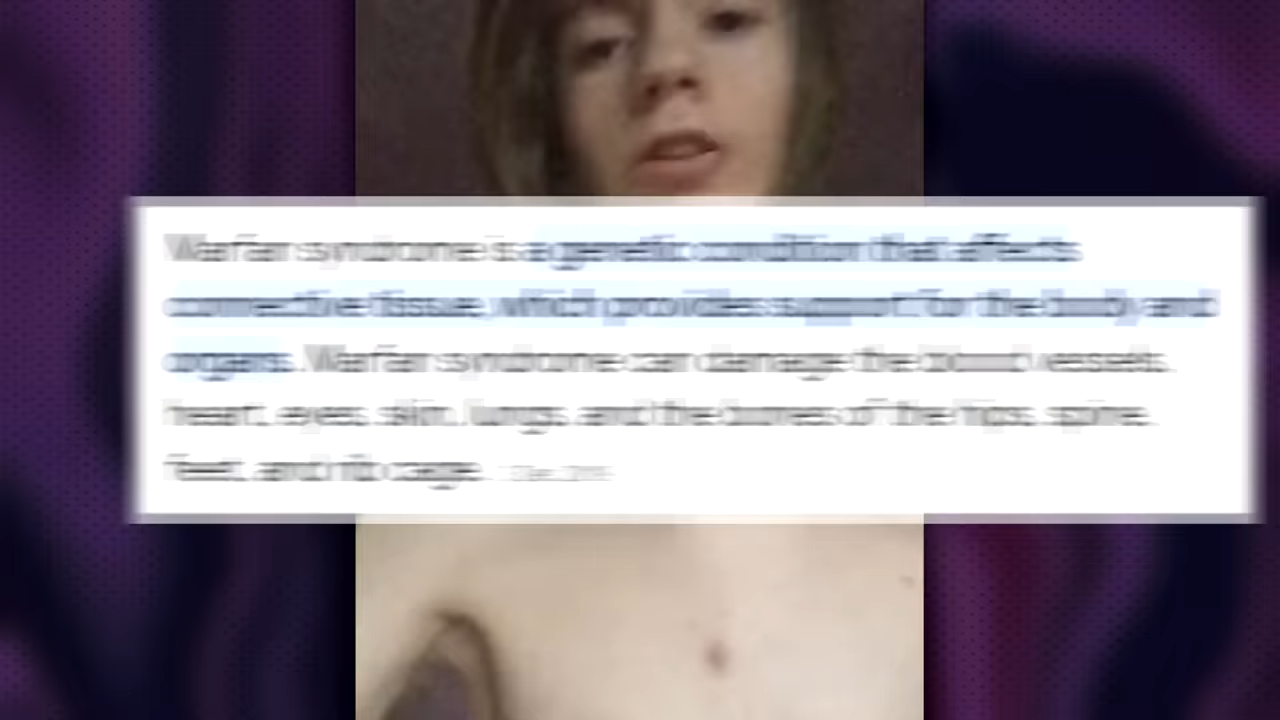 Marfan syndrome is a genetic condition that affects
connective tissue, which provides support for the body and
organs. Marfan syndrome can damage the blood vessels,
heart, eyes, skin, lungs, and the bones of the hips, spine,
feet, and rib cage.